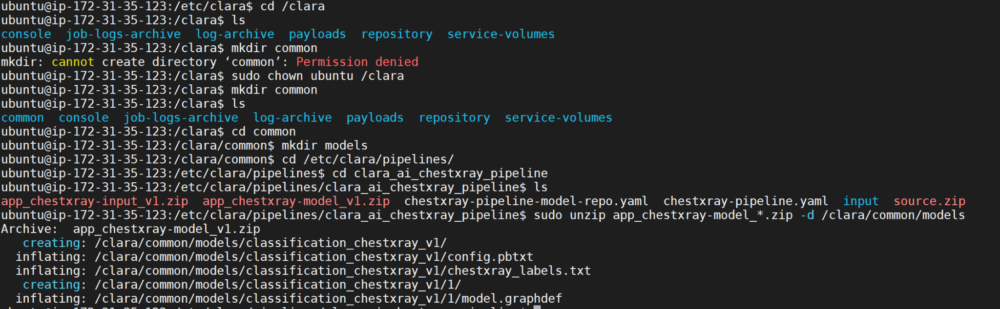 ubuntu@ip-172-31-35-123:/etc/clara$ cd /clara
ubuntu@ip-172-31-35-123:/clara$ ls
console  job-logs-archive  log-archive  payloads  repository  service-volumes
ubuntu@ip-172-31-35-123:/clara$ mkdir common
mkdir: cannot create directory ‘common’: Permission denied
ubuntu@ip-172-31-35-123:/clara$ sudo chown ubuntu /clara
ubuntu@ip-172-31-35-123:/clara$ mkdir common
ubuntu@ip-172-31-35-123:/clara$ ls
common  console  job-logs-archive  log-archive  payloads  repository  service-volumes
ubuntu@ip-172-31-35-123:/clara$ cd common
ubuntu@ip-172-31-35-123:/clara/common$ mkdir models
ubuntu@ip-172-31-35-123:/clara/common$ cd /etc/clara/pipelines/
ubuntu@ip-172-31-35-123:/etc/clara/pipelines$ cd clara_ai_chestxray_pipeline
ubuntu@ip-172-31-35-123:/etc/clara/pipelines/clara_ai_chestxray_pipeline$ ls
app_chestxray-input_v1.zip  app_chestxray-model_v1.zip  chestxray-pipeline-model-repo.yaml  chestxray-pipeline.yaml  input  source.zip
ubuntu@ip-172-31-35-123:/etc/clara/pipelines/clara_ai_chestxray_pipeline$ sudo unzip app_chestxray-model_*.zip -d /clara/common/models
Archive:  app_chestxray-model_v1.zip
   creating: /clara/common/models/classification_chestxray_v1/
  inflating: /clara/common/models/classification_chestxray_v1/config.pbtxt
  inflating: /clara/common/models/classification_chestxray_v1/chestxray_labels.txt
   creating: /clara/common/models/classification_chestxray_v1/1/
  inflating: /clara/common/models/classification_chestxray_v1/1/model.graphdef